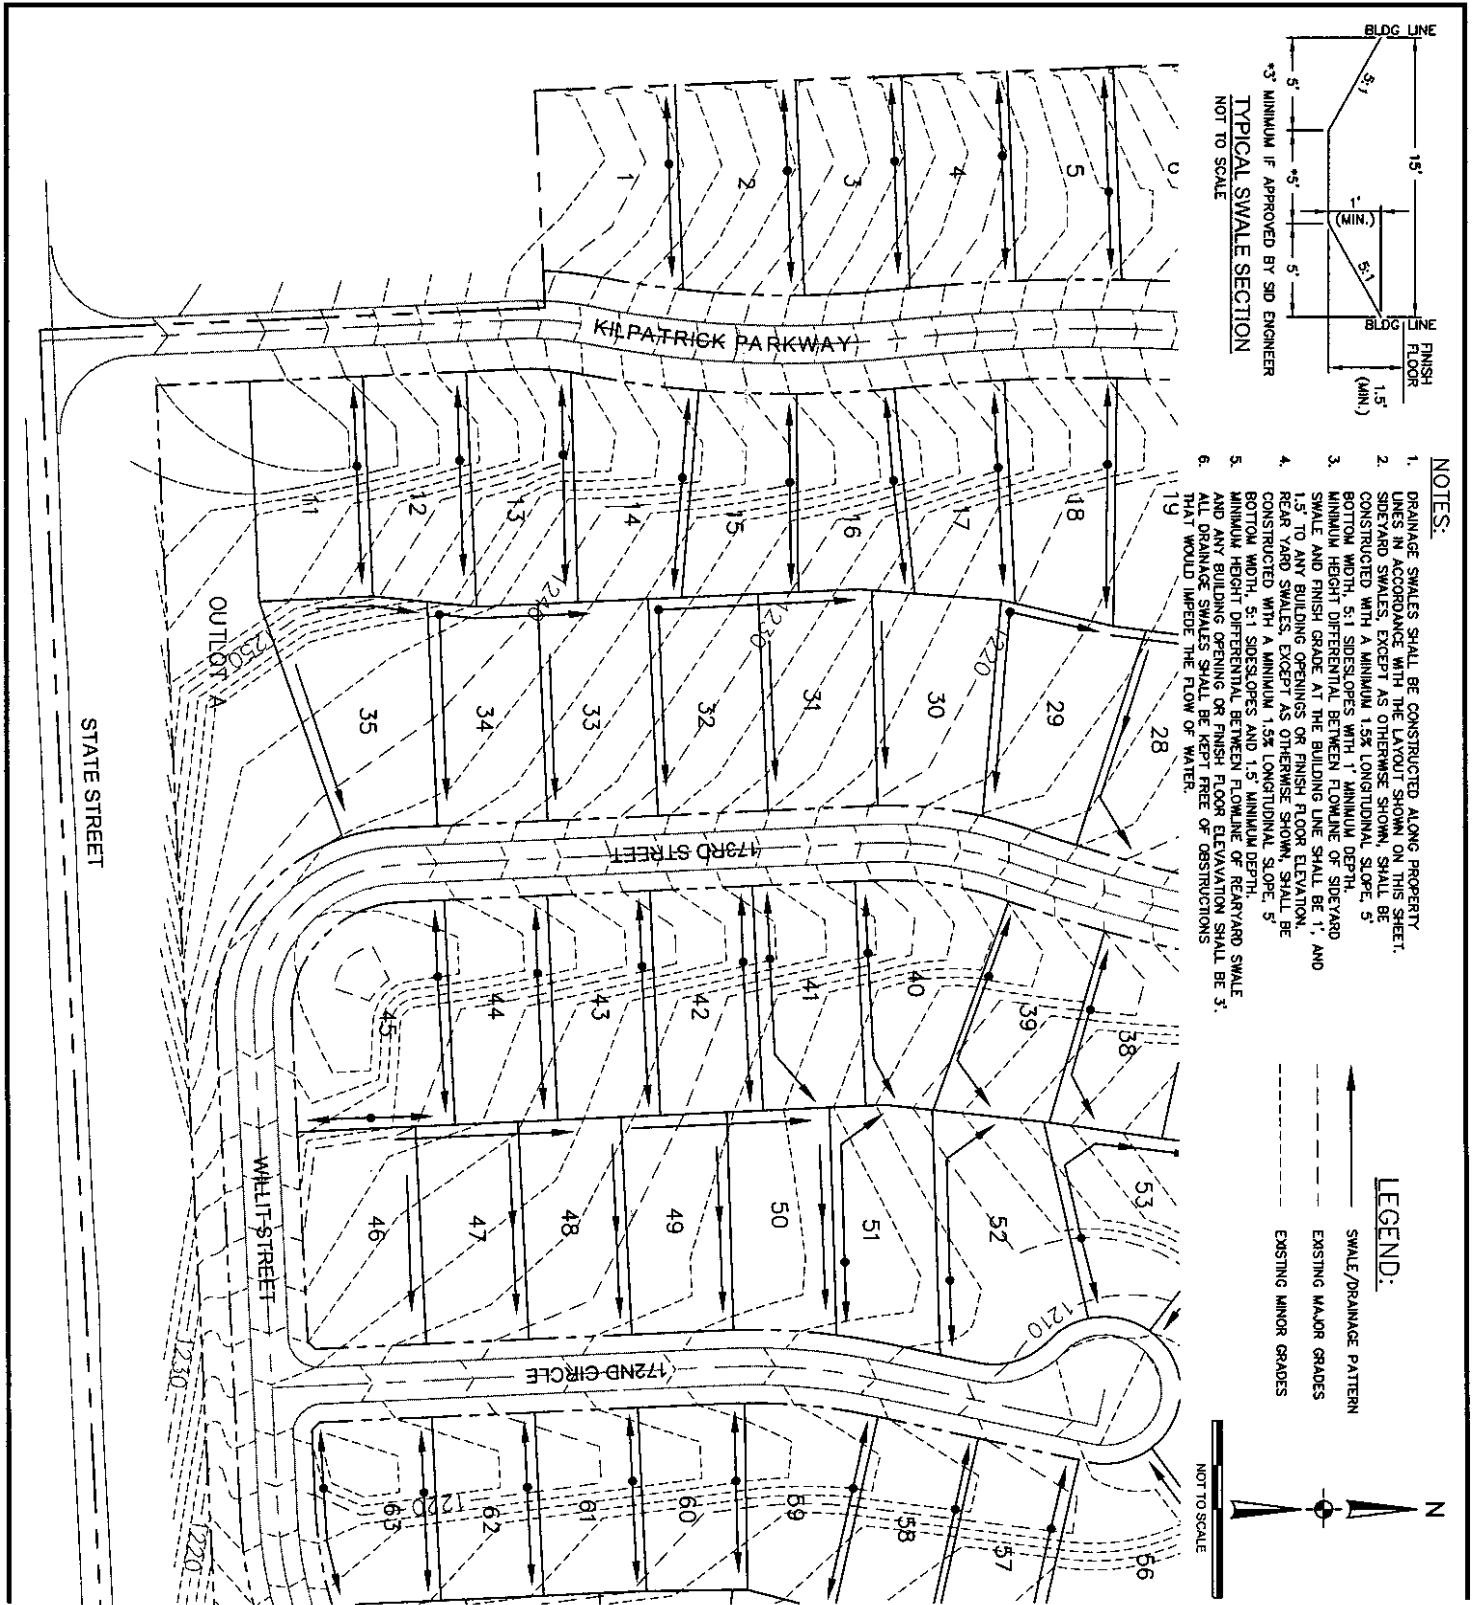 BLDG LINE
15'
5:1
1'
(MIN.)
5:1
5'
*5'
5'
BLDG LINE
FINISH
FLOOR
1.5'
(MIN.)
*3' MINIMUM IF APPROVED BY SID ENGINEER
TYPICAL SWALE SECTION
NOT TO SCALE
NOTES:
1. DRAINAGE SWALES SHALL BE CONSTRUCTED ALONG PROPERTY
LINES IN ACCORDANCE WITH THE LAYOUT SHOWN ON THIS SHEET.
2. SIDEYARD SWALES, EXCEPT AS OTHERWISE SHOWN, SHALL BE
CONSTRUCTED WITH A MINIMUM 1.5% LONGITUDINAL SLOPE, 5'
BOTTOM WIDTH, 5:1 SIDESLOPES WITH 1' MINIMUM DEPTH.
3. MINIMUM HEIGHT DIFFERENTIAL BETWEEN FLOWLINE OF SIDEYARD
SWALE AND FINISH GRADE AT THE BUILDING LINE SHALL BE 1', AND
1.5' TO ANY BUILDING OPENINGS OR FINISH FLOOR ELEVATION.
4. REAR YARD SWALES, EXCEPT AS OTHERWISE SHOWN, SHALL BE
CONSTRUCTED WITH A MINIMUM 1.5% LONGITUDINAL SLOPE, 5'
BOTTOM WIDTH, 5:1 SIDESLOPES AND 1.5' MINIMUM DEPTH.
5. MINIMUM HEIGHT DIFFERENTIAL BETWEEN FLOWLINE OF REARYARD SWALE
AND ANY BUILDING OPENING OR FINISH FLOOR ELEVAVATION SHALL BE 3'.
6. ALL DRAINAGE SWALES SHALL BE KEPT FREE OF OBSTRUCTIONS
THAT WOULD IMPEDE THE FLOW OF WATER.
LEGEND:
SWALE/DRAINAGE PATTERN
EXISTING MAJOR GRADES
EXISTING MINOR GRADES
N
NOT TO SCALE
1
2
3
4
5
KILPATRICK PARKWAY
11
12
13
14
15
16
17
18
19
1240
1230
1220
OUTLOT A
35
34
33
32
31
30
29
28
173RD STREET
STATE STREET
45
44
43
42
41
40
39
38
WILLIT STREET
46
47
48
49
50
51
52
53
1210
172ND CIRCLE
1230
1220
1220
63
62
61
60
59
58
57
56